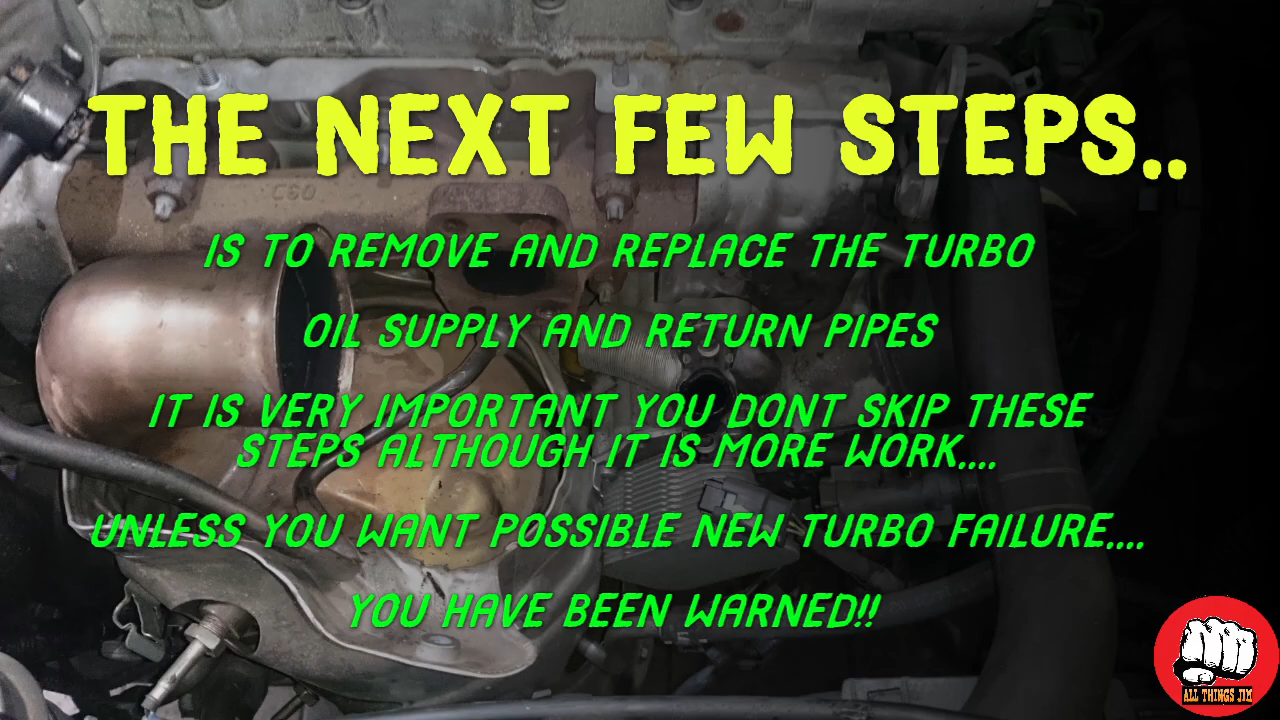 THE NEXT FEW STEPS..
IS TO REMOVE AND REPLACE THE TURBO
OIL SUPPLY AND RETURN PIPES
IT IS VERY IMPORTANT YOU DONT SKIP THESE
STEPS ALTHOUGH IT IS MORE WORK....
UNLESS YOU WANT POSSIBLE NEW TURBO FAILURE....
YOU HAVE BEEN WARNED!!
ALL THINGS JIM